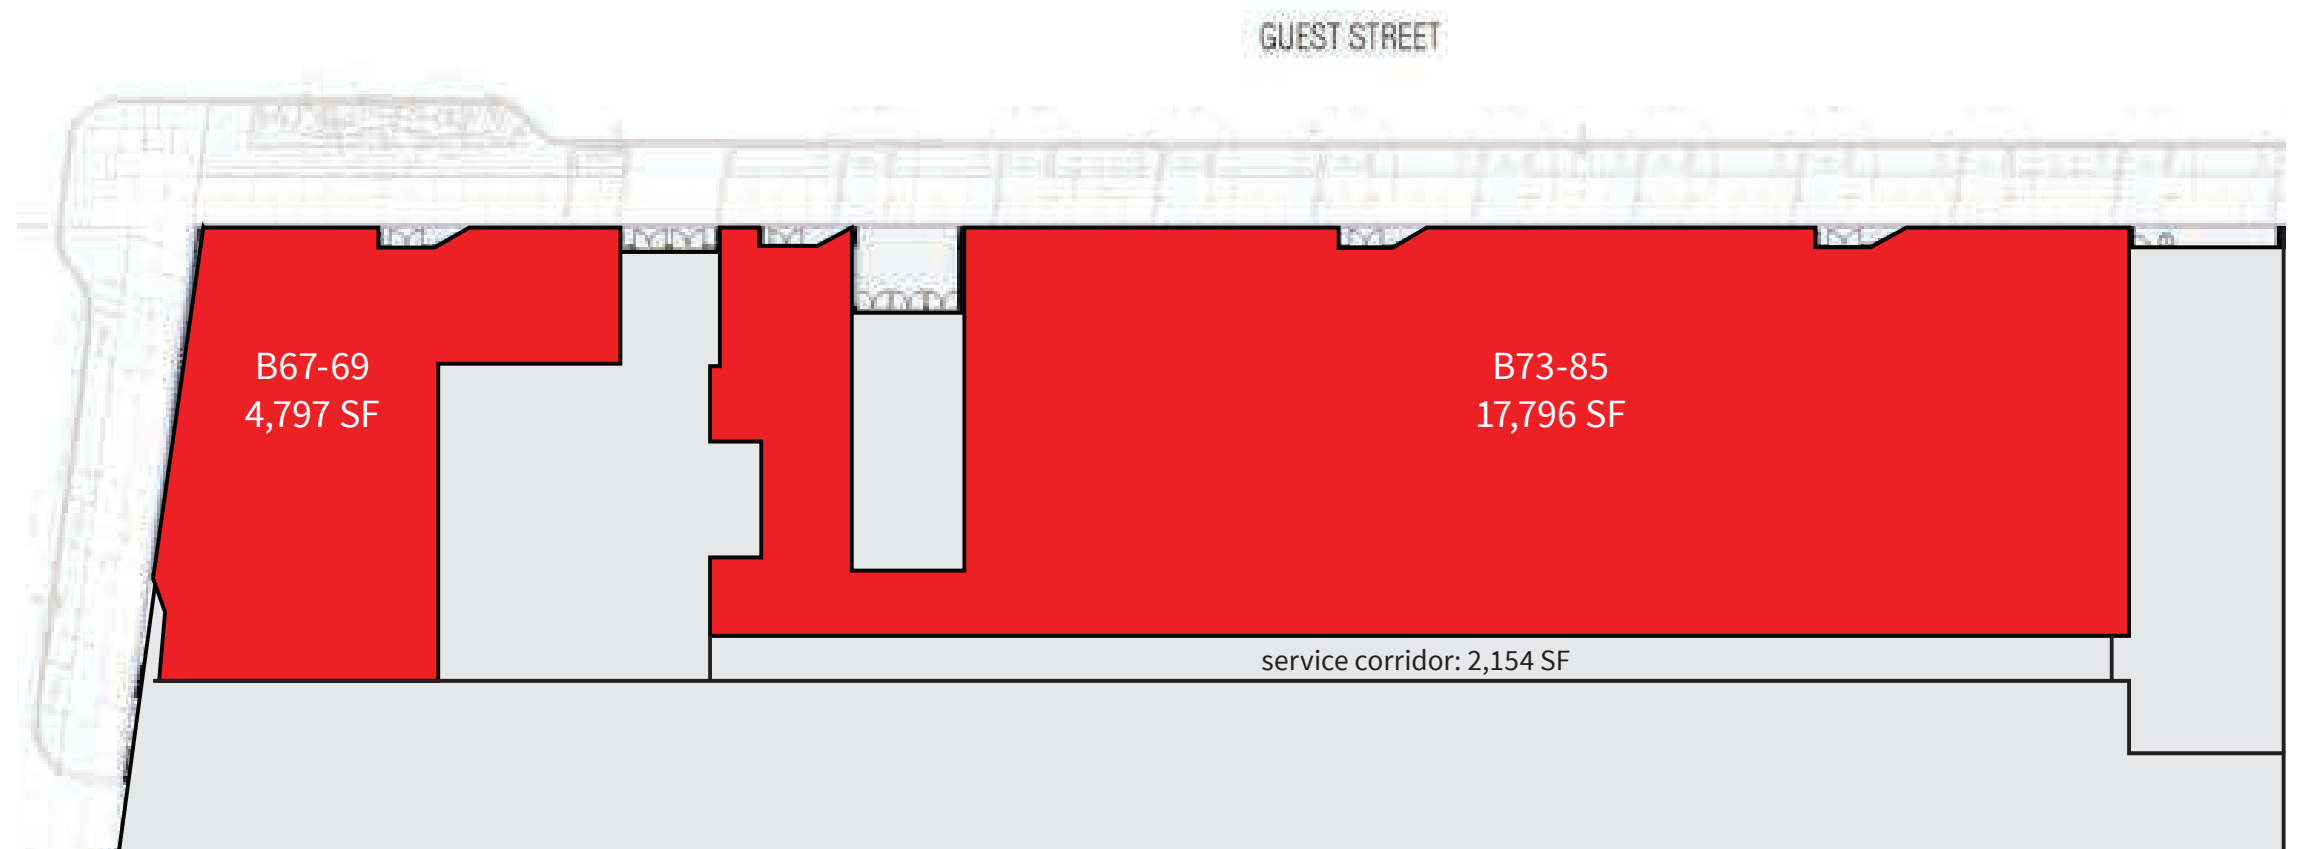 GUEST STREET
B67-69
4,797 SF
B73-85
17,796 SF
service corridor: 2,154 SF